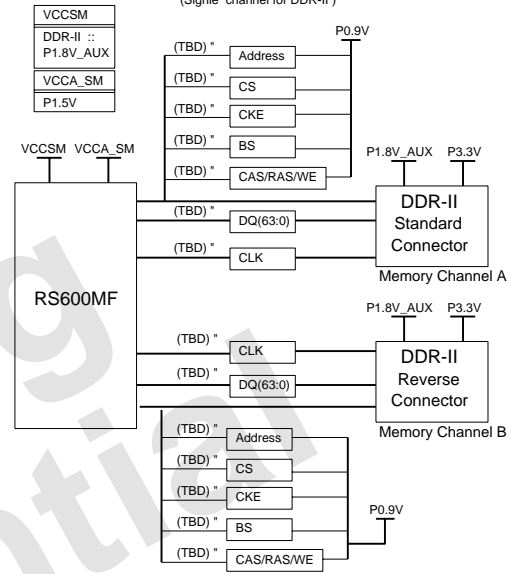 (Signle channel for DDR-II )
VCCSM
DDR-II ::
P1.8V_AUX
VCCA_SM
P1.5V
P0.9V
(TBD) " Address
(TBD) " CS
(TBD) " CKE
(TBD) " BS
(TBD) " CAS/RAS/WE
VCCSM VCCA_SM
P1.8V_AUX P3.3V
(TBD) " DQ(63:0)
(TBD) " CLK
DDR-II
Standard
Connector
Memory Channel A
RS600MF
P1.8V_AUX P3.3V
(TBD) " CLK
(TBD) " DQ(63:0)
DDR-II
Reverse
Connector
Memory Channel B
(TBD) " Address
(TBD) " CS
(TBD) " CKE
(TBD) " BS
(TBD) " CAS/RAS/WE
P0.9V